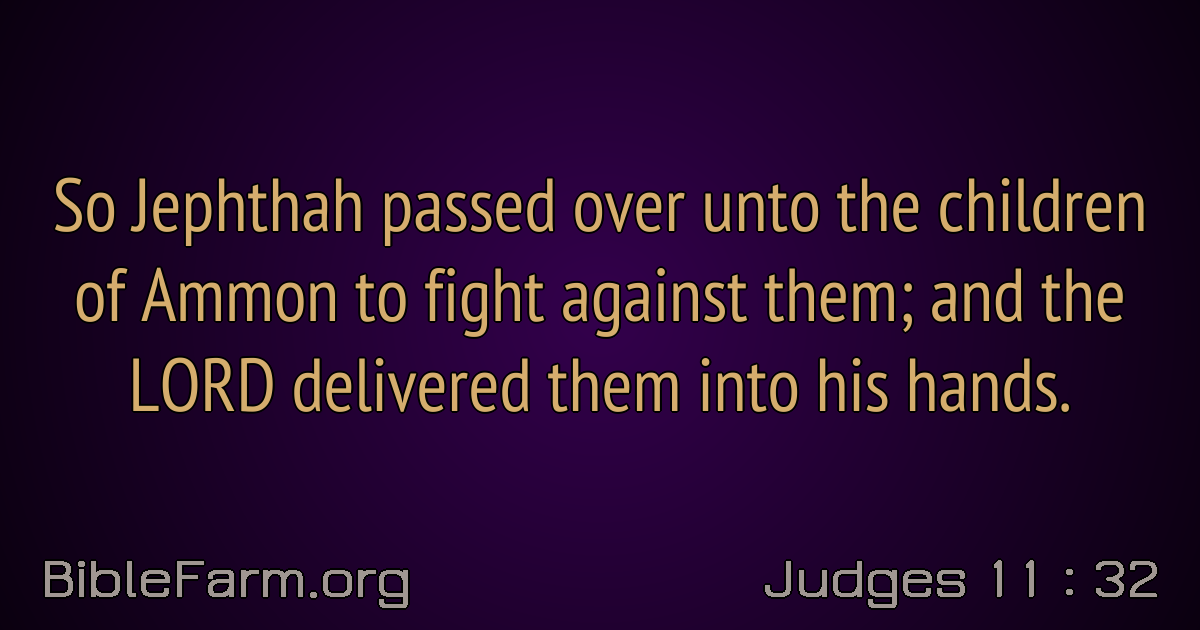 So Jephthah passed over unto the children
of Ammon to fight against them; and the
LORD delivered them into his hands.
BibleFarm.org
Judges 11 : 32